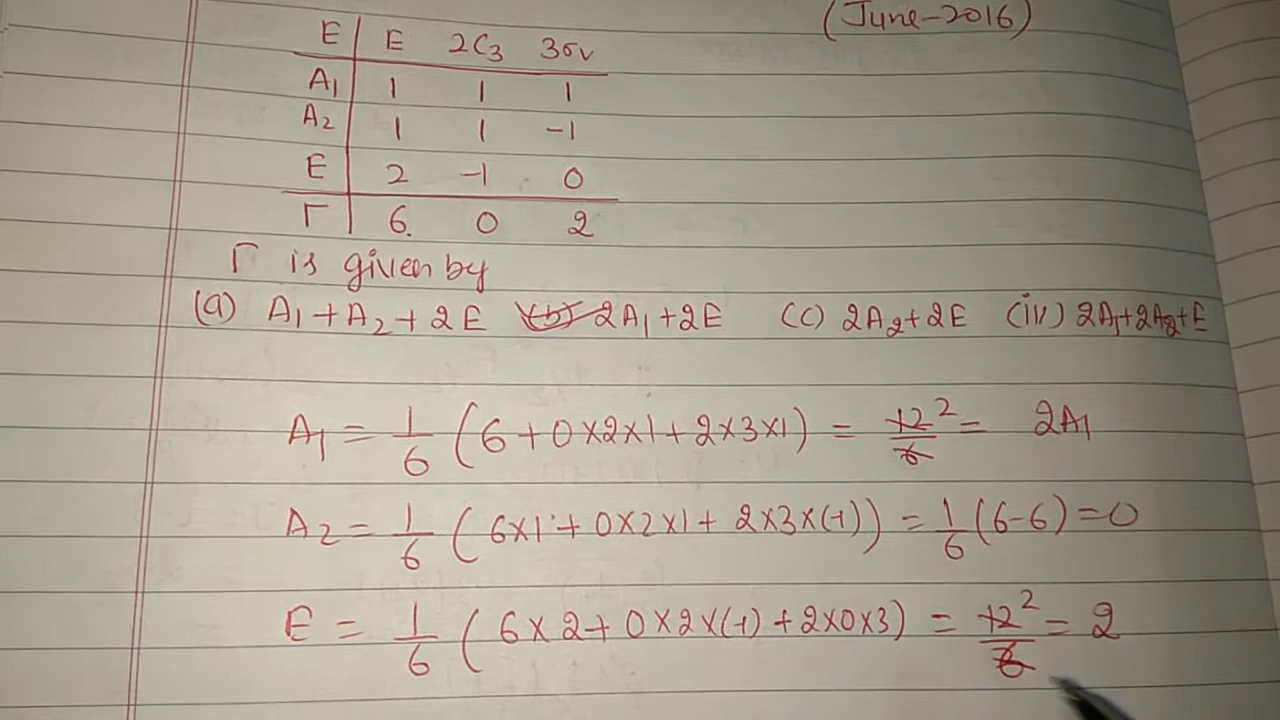 (June-2016)
E | E 2C3 3σv
A1 | 1 1 1
A2 | 1 1 -1
E | 2 -1 0
Γ | 6. 0 2
Γ is given by
(a) A1+A2+2E (b) 2A1+2E (c) 2A2+2E (iv) 2A1+2A2+E
A1 = 1/6 (6+0×2×1+2×3×1) = 12/6 2 = 2A1
A2 = 1/6 (6×1+0×2×1+2×3×(-1)) = 1/6 (6-6) = 0
E = 1/6 (6×2+0×2×(-1)+2×0×3) = 12/6 2 = 2